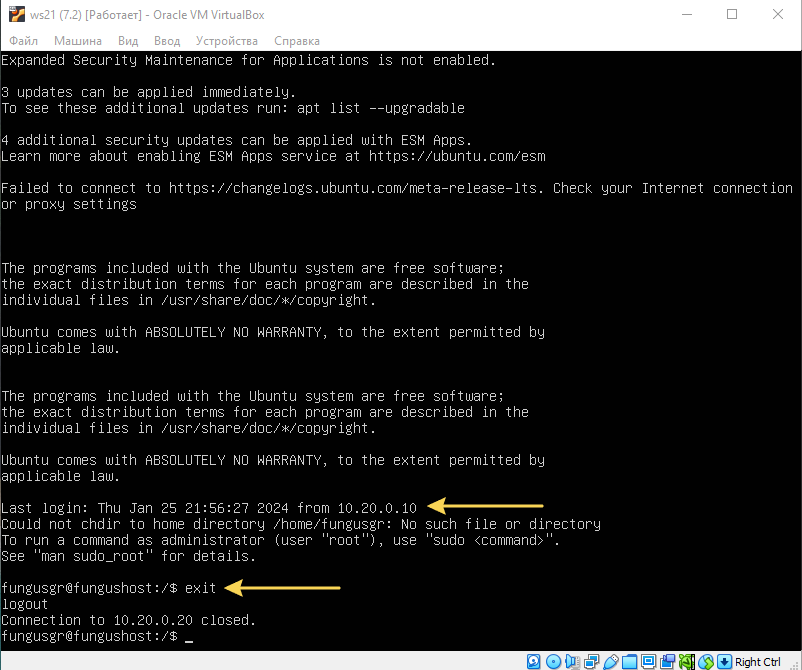 ws21 (7.2) [Работает] - Oracle VM VirtualBox
Файл Машина Вид Ввод Устройства Справка
Expanded Security Maintenance for Applications is not enabled.
3 updates can be applied immediately.
To see these additional updates run: apt list --upgradable
4 additional security updates can be applied with ESM Apps.
Learn more about enabling ESM Apps service at https://ubuntu.com/esm
Failed to connect to https://changelogs.ubuntu.com/meta-release-lts. Check your Internet connection
or proxy settings
The programs included with the Ubuntu system are free software;
the exact distribution terms for each program are described in the
individual files in /usr/share/doc/*/copyright.
Ubuntu comes with ABSOLUTELY NO WARRANTY, to the extent permitted by
applicable law.
The programs included with the Ubuntu system are free software;
the exact distribution terms for each program are described in the
individual files in /usr/share/doc/*/copyright.
Ubuntu comes with ABSOLUTELY NO WARRANTY, to the extent permitted by
applicable law.
Last login: Thu Jan 25 21:56:27 2024 from 10.20.0.10
Could not chdir to home directory /home/fungusgr: No such file or directory
To run a command as administrator (user "root"), use "sudo <command>".
See "man sudo_root" for details.
fungusgr@fungushost:/$ exit
logout
Connection to 10.20.0.20 closed.
fungusgr@fungushost:/$ _
Right Ctrl